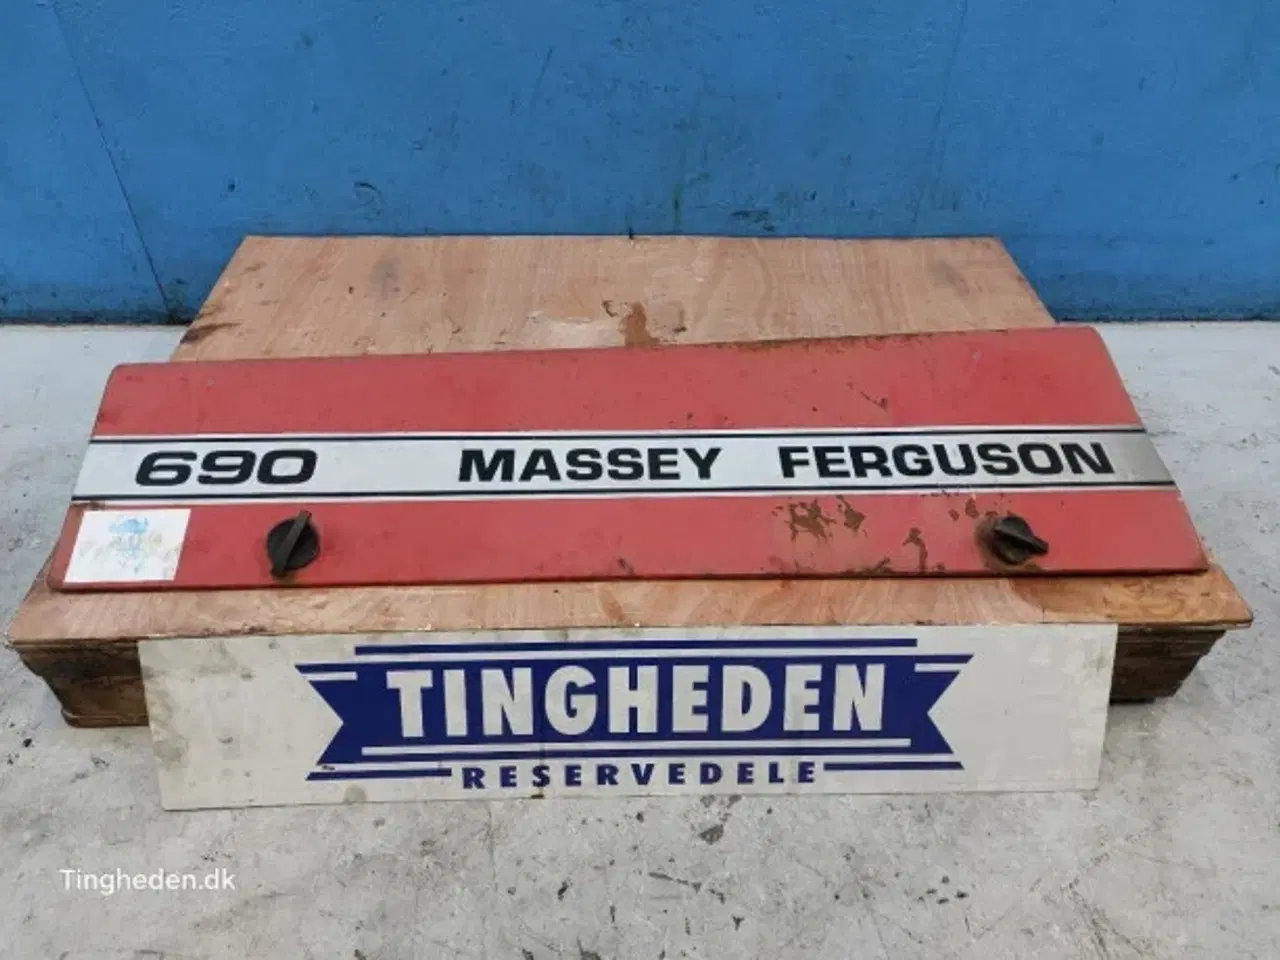 690 MASSEY FERGUSON
TINGHEDEN
RESERVEDELE
Tingheden.dk